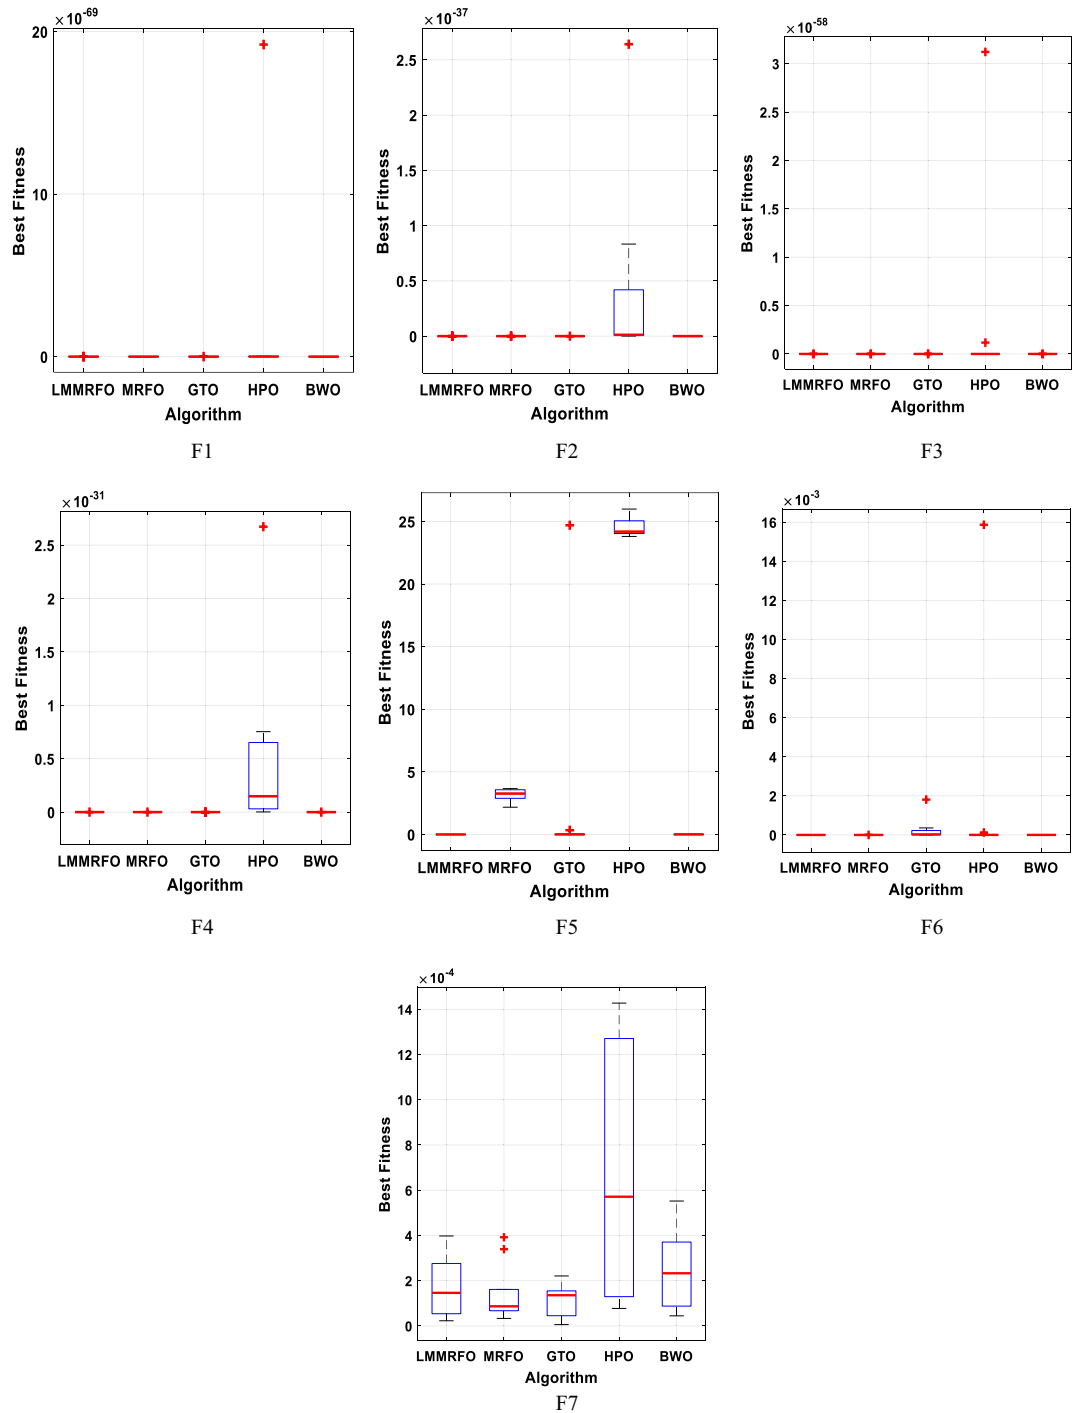 ×10-69
20
10
0
Best Fitness
LMMRFO MRFO GTO HPO BWO
Algorithm
F1
×10-37
2.5
2
1.5
1
0.5
0
Best Fitness
LMMRFO MRFO GTO HPO BWO
Algorithm
F2
×10-58
3
2.5
2
1.5
1
0.5
0
Best Fitness
LMMRFO MRFO GTO HPO BWO
Algorithm
F3
×10-31
2.5
2
1.5
1
0.5
0
Best Fitness
LMMRFO MRFO GTO HPO BWO
Algorithm
F4
25
20
15
10
5
0
Best Fitness
LMMRFO MRFO GTO HPO BWO
Algorithm
F5
×10-3
16
14
12
10
8
6
4
2
0
Best Fitness
LMMRFO MRFO GTO HPO BWO
Algorithm
F6
×10-4
14
12
10
8
6
4
2
0
Best Fitness
LMMRFO MRFO GTO HPO BWO
Algorithm
F7